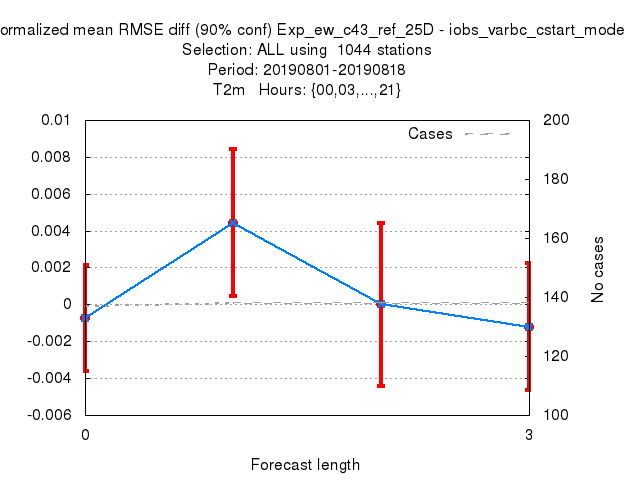 ormalized mean RMSE diff (90% conf) Exp_ew_c43_ref_25D - iobs_varbc_cstart_mode
Selection: ALL using  1044 stations
Period: 20190801-20190818
T2m   Hours: {00,03,...,21}
Cases
0.01
0.008
0.006
0.004
0.002
0
-0.002
-0.004
-0.006
200
180
160
140
120
100
No cases
0
3
Forecast length